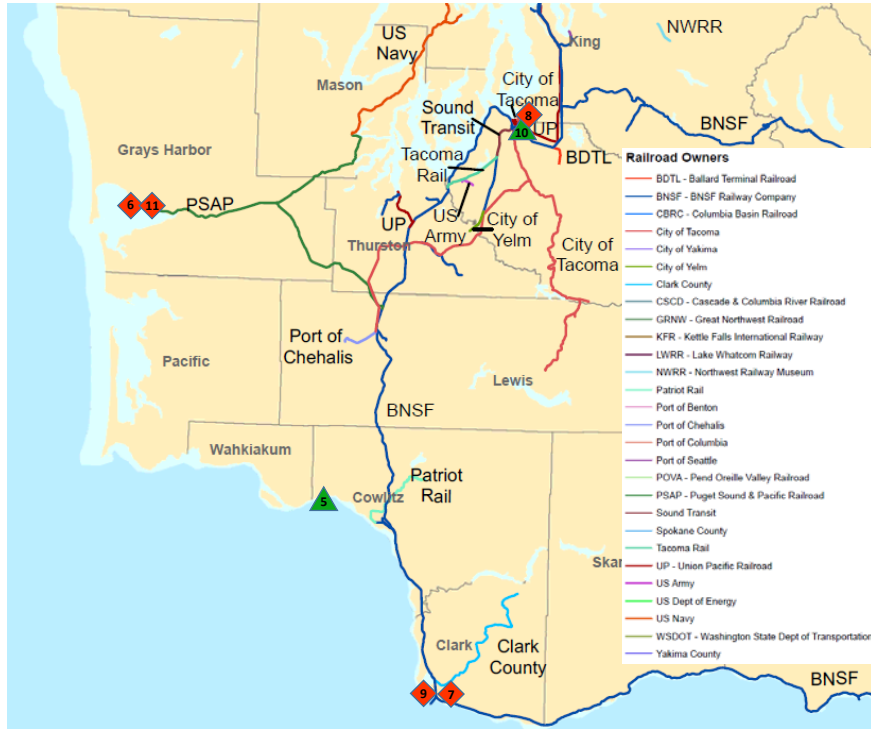 US
Navy
King
NWRR
Mason
City of
Tacoma
Sound
Transit
8
10
UP
BNSF
BDTL
Grays Harbor
Tacoma
Rail
6
11
PSAP
US
Army
UP
City of
Yelm
Thurston
City of
Tacoma
Port of
Chehalis
Pacific
Lewis
BNSF
Wahkiakum
Patriot
Rail
Cowlitz
5
Skar
Clark
Clark
County
BNSF
9
7
Railroad Owners
BDTL - Ballard Terminal Railroad
BNSF - BNSF Railway Company
CBRC - Columbia Basin Railroad
City of Tacoma
City of Yakima
City of Yelm
Clark County
CSCD - Cascade & Columbia River Railroad
GRNW - Great Northwest Railroad
KFR - Kettle Falls International Railway
LWRR - Lake Whatcom Railway
NWRR - Northwest Railway Museum
Patriot Rail
Port of Benton
Port of Chehalis
Port of Columbia
Port of Seattle
POVA - Pend Oreille Valley Railroad
PSAP - Puget Sound & Pacific Railroad
Sound Transit
Spokane County
Tacoma Rail
UP - Union Pacific Railroad
US Army
US Dept of Energy
US Navy
WSDOT - Washington State Dept of Transportation
Yakima County